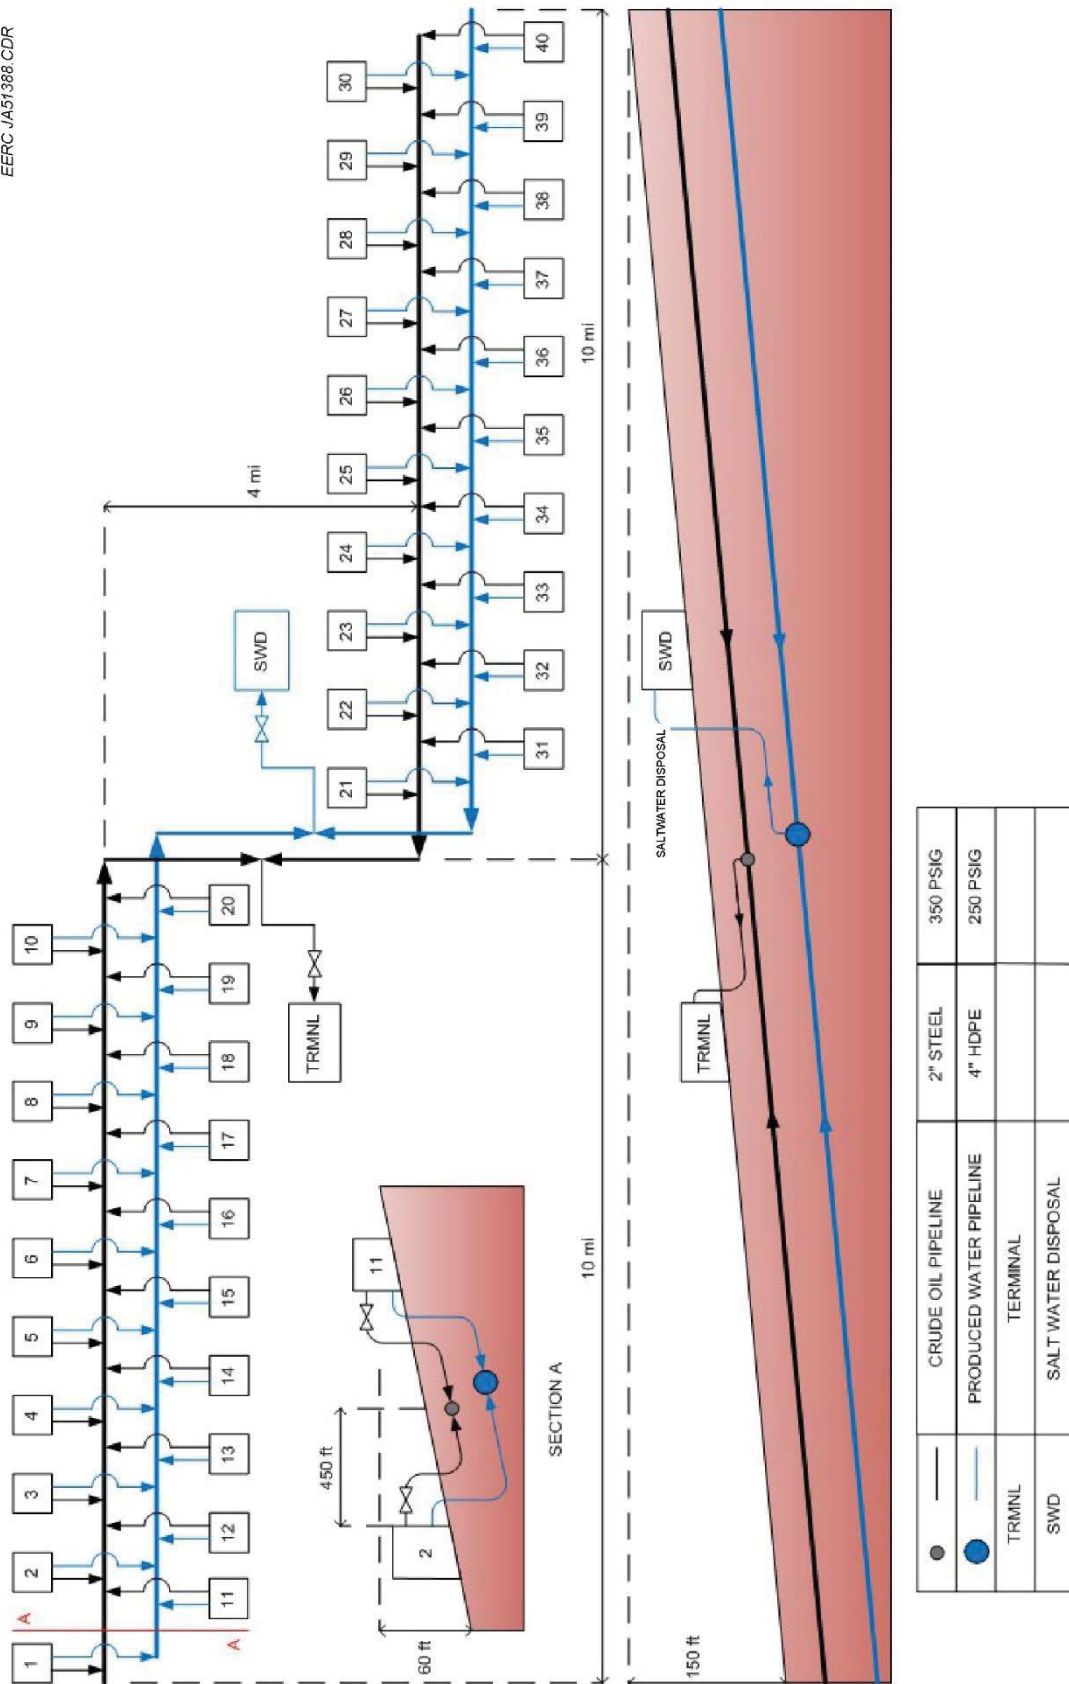 EERC JA51388.CDR
1
2
3
4
5
6
7
8
9
10
A
A
11
12
13
14
15
16
17
18
19
20
TRMNL
SWD
4 mi
21
22
23
24
25
26
27
28
29
30
31
32
33
34
35
36
37
38
39
40
60 ft
450 ft
2
11
SECTION A
10 mi
10 mi
150 ft
TRMNL
SALTWATER DISPOSAL
SWD
CRUDE OIL PIPELINE 2" STEEL 350 PSIG
PRODUCED WATER PIPELINE 4" HDPE 250 PSIG
TRMNL TERMINAL
SWD SALT WATER DISPOSAL